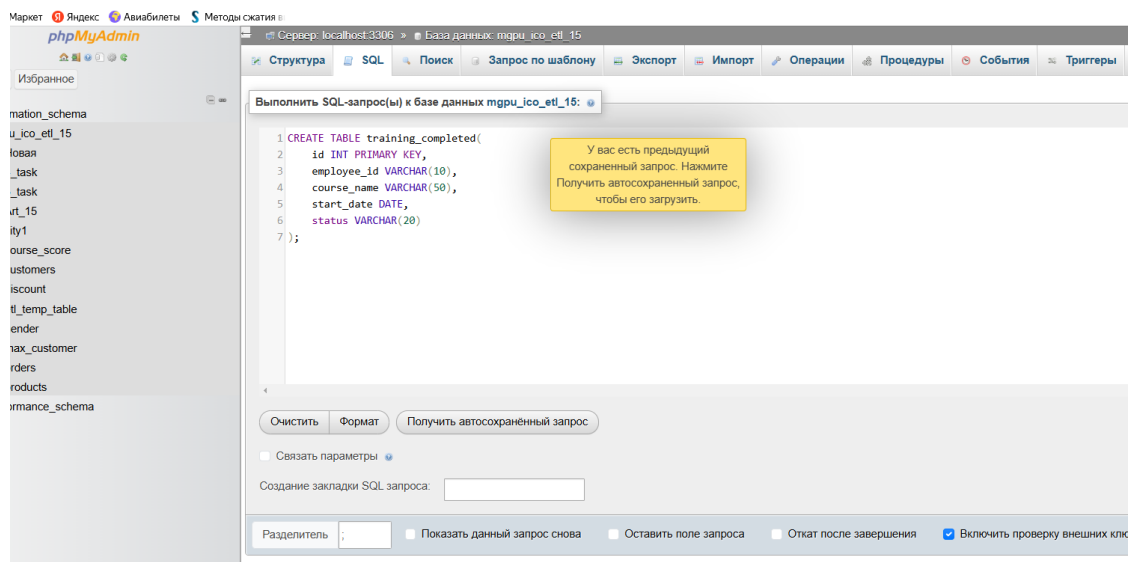 Маркет Яндекс Авиабилеты Методы сжатия в
phpMyAdmin
Избранное
mation_schema
u_ico_etl_15
Новая
_task
_task
rt_15
ity1
ourse_score
ustomers
iscount
tl_temp_table
ender
nax_customer
rders
roducts
ormance_schema
Сервер: localhost:3306 » База данных: mgpu_ico_etl_15
Структура SQL Поиск Запрос по шаблону Экспорт Импорт Операции Процедуры События Триггеры
Выполнить SQL-запрос(ы) к базе данных mgpu_ico_etl_15:
1 CREATE TABLE training_completed(
2 id INT PRIMARY KEY,
3 employee_id VARCHAR(10),
4 course_name VARCHAR(50),
5 start_date DATE,
6 status VARCHAR(20)
7 );
У вас есть предыдущий
сохраненный запрос. Нажмите
Получить автосохраненный запрос,
чтобы его загрузить.
Очистить Формат Получить автосохранённый запрос
Связать параметры
Создание закладки SQL запроса:
Разделитель ; Показать данный запрос снова Оставить поле запроса Откат после завершения Включить проверку внешних клю